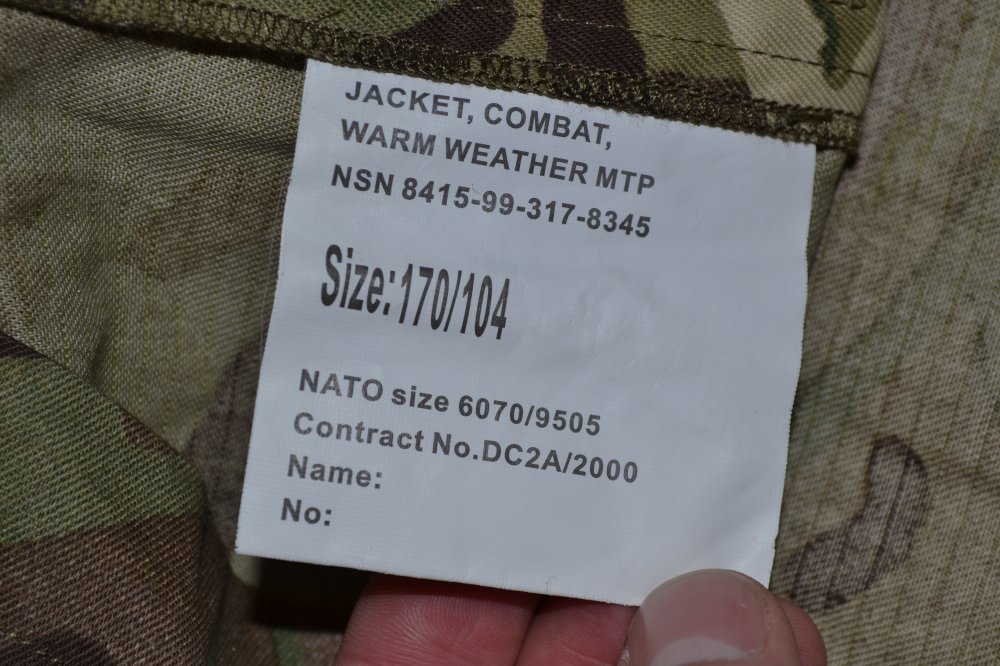 JACKET, COMBAT,
WARM WEATHER MTP
NSN 8415-99-317-8345
Size:170/104
NATO size 6070/9505
Contract No.DC2A/2000
Name:
No: